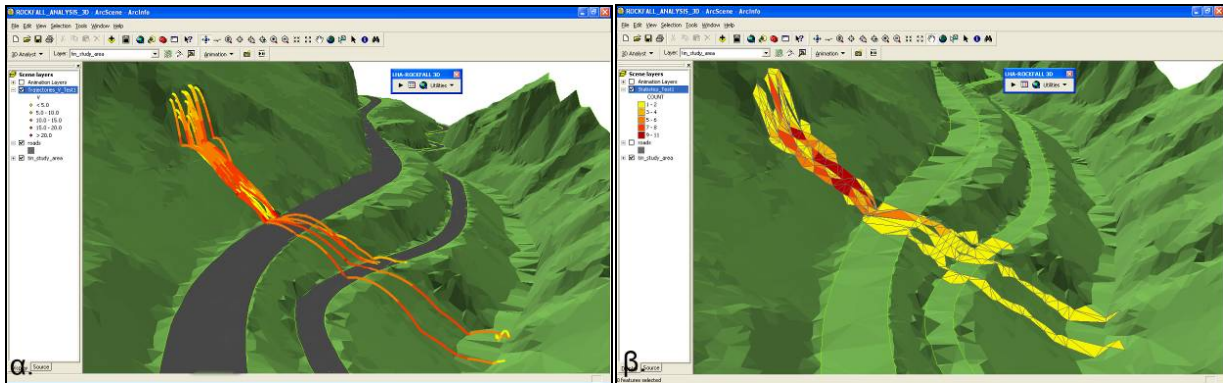 ROCKFALL_ANALYSIS_3D - ArcScene - ArcInfo
File Edit View Selection Tools Window Help
3D Analyst Layer: tin_study_area Animation
Scene layers
Animation Layers
Trajectories_V_Test1
V
< 5.0
5.0 - 10.0
10.0 - 15.0
10.0 - 20.0
> 20.0
roads
tin_study_area
LHA-ROCKFALL 3D
Utilities
Source
α.
ROCKFALL_ANALYSIS_3D - ArcScene - ArcInfo
File Edit View Selection Tools Window Help
3D Analyst Layer: tin_study_area Animation
Scene layers
Animation Layers
Statistics_Test1
COUNT
1 - 2
3 - 4
5 - 6
7 - 8
9 - 11
roads
tin_study_area
LHA-ROCKFALL 3D
Utilities
Source
β.
0 features selected